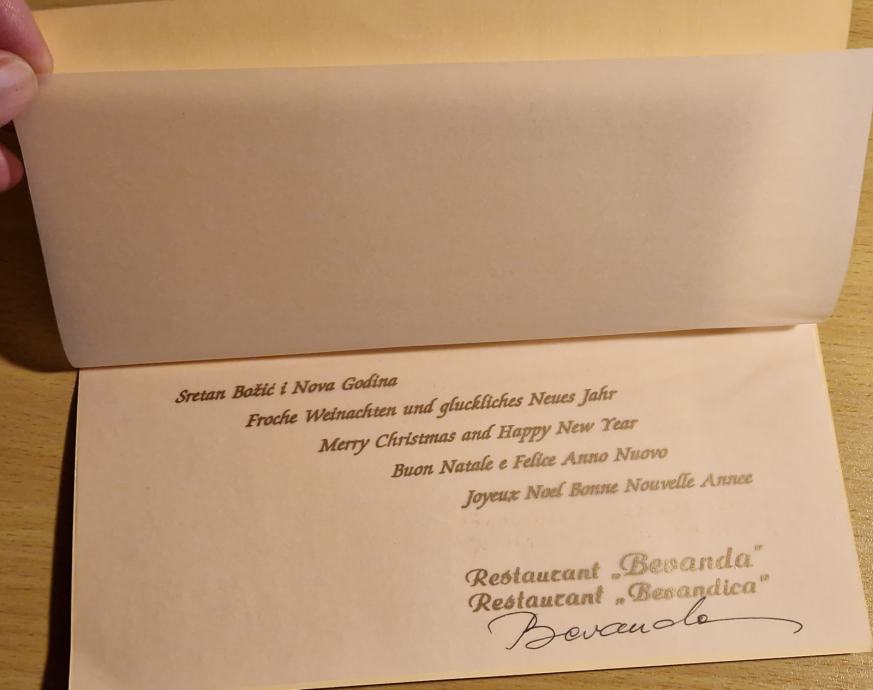 Sretan Božić i Nova Godina
Froche Weinachten und gluckliches Neues Jahr
Merry Christmas and Happy New Year
Buon Natale e Felice Anno Nuovo
Joyeux Noel Bonne Nouvelle Annee
Restaurant „Bevanda"
Restaurant „Bevandica"
Bevanda